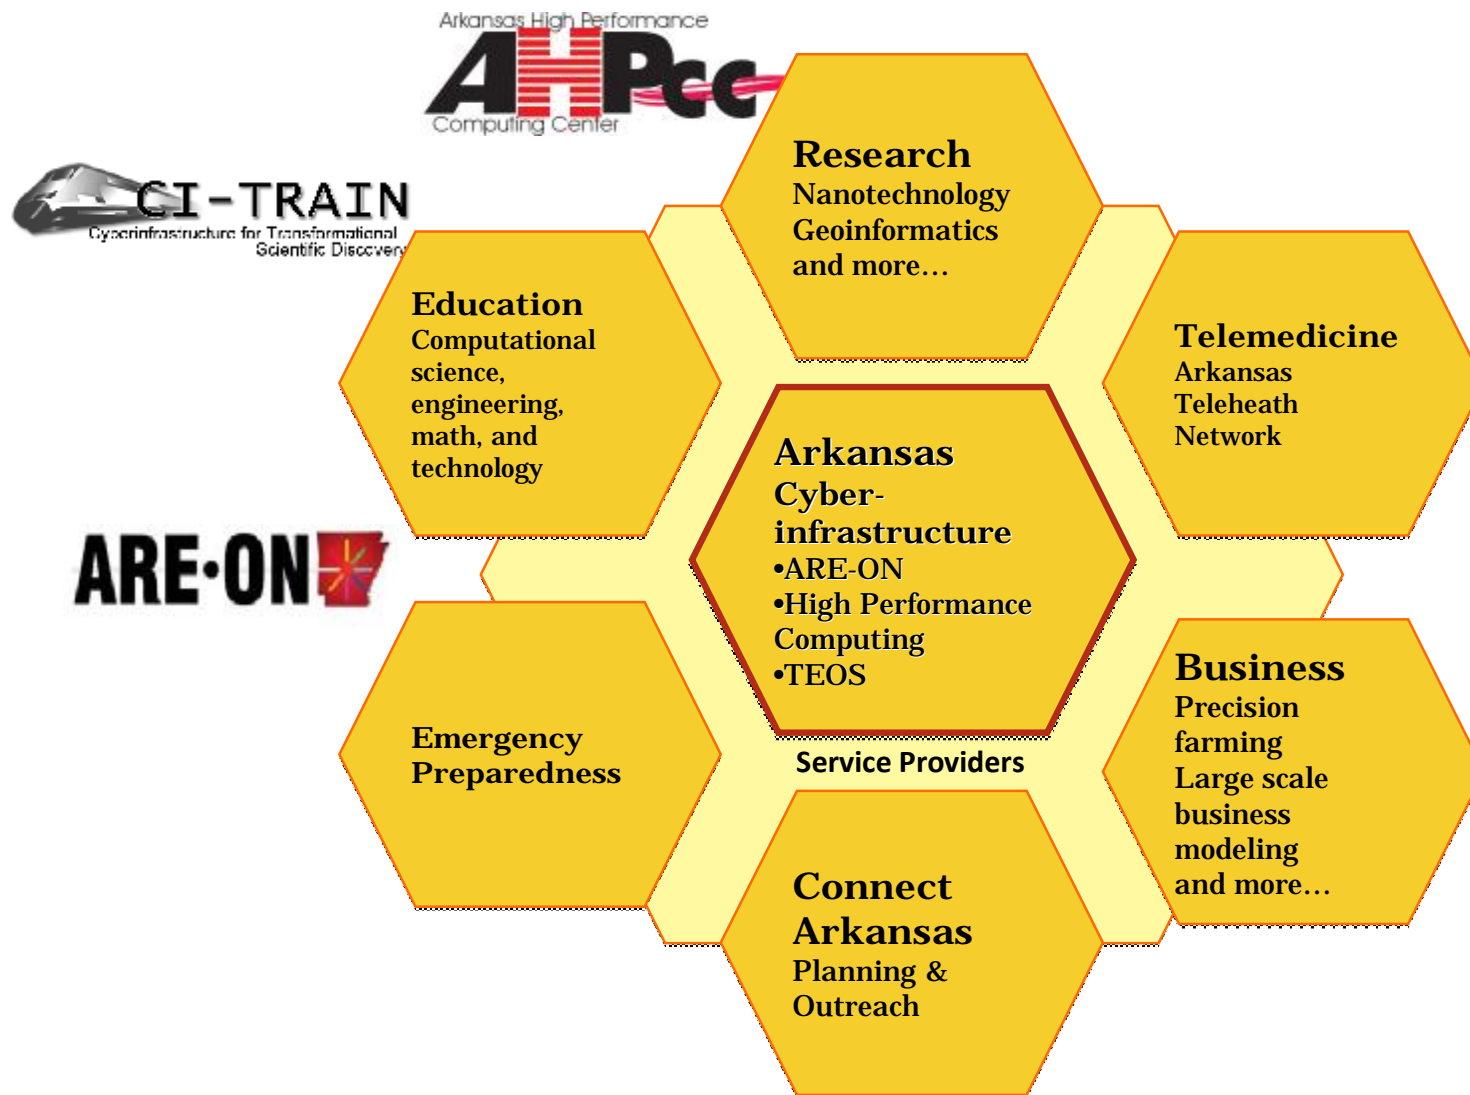 Arkansas High Performance
AHPCC
Computing Center
CI-TRAIN
Cyberinfrastructure for Transformational
Scientific Discovery
ARE•ON
Research
Nanotechnology
Geoinformatics
and more…
Education
Computational
science,
engineering,
math, and
technology
Telemedicine
Arkansas
Teleheath
Network
Arkansas
Cyber-
infrastructure
•ARE-ON
•High Performance
Computing
•TEOS
Service Providers
Emergency
Preparedness
Business
Precision
farming
Large scale
business
modeling
and more…
Connect
Arkansas
Planning &
Outreach